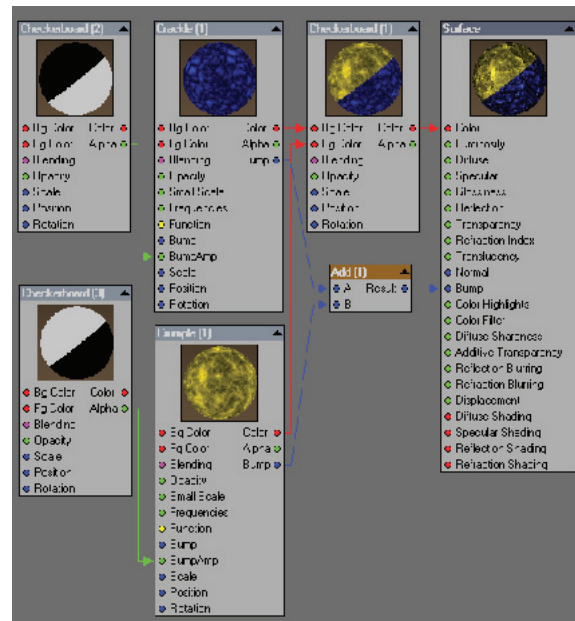 Checkerboard (2)
Bg Color Color
Fg Color Alpha
Blending
Opacity
Scale
Position
Rotation
Crackle (1)
Bg Color Color
Fg Color Alpha
Blending Bump
Opacity
Small Scale
Frequencies
Function
Bump
BumpAmp
Scale
Position
Rotation
Checkerboard (1)
Bg Color Color
Fg Color Alpha
Blending
Opacity
Scale
Position
Rotation
Surface
Color
Luminosity
Diffuse
Specular
Glossiness
Reflection
Transparency
Refraction Index
Translucency
Normal
Bump
Color Highlights
Color Filter
Diffuse Sharpness
Additive Transparency
Reflection Blurring
Refraction Blurring
Displacement
Diffuse Shading
Specular Shading
Reflection Shading
Refraction Shading
Add (1)
A Result
B
Checkerboard (3)
Bg Color Color
Fg Color Alpha
Blending
Opacity
Scale
Position
Rotation
Crumple (1)
Bg Color Color
Fg Color Alpha
Blending Bump
Opacity
Small Scale
Frequencies
Function
Bump
BumpAmp
Scale
Position
Rotation